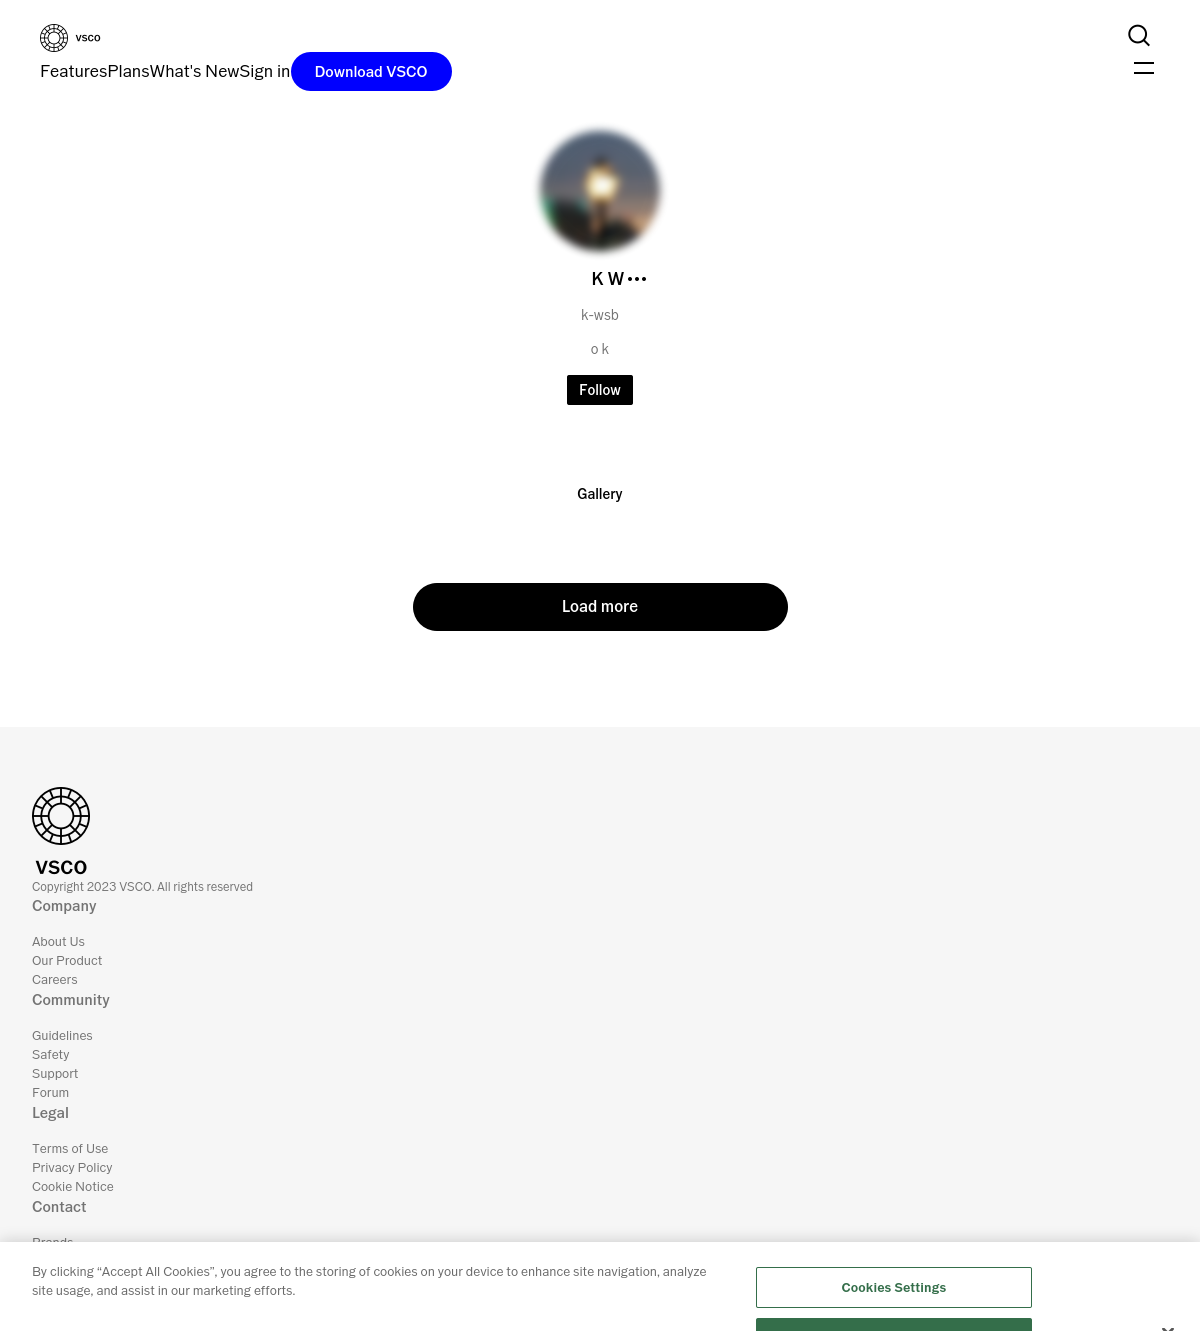 VSCO
FeaturesPlansWhat's NewSign in Download VSCO
K W
k-wsb
o k
Follow
Gallery
Load more
VSCO
Copyright 2023 VSCO. All rights reserved
Company
About Us
Our Product
Careers
Community
Guidelines
Safety
Support
Forum
Legal
Terms of Use
Privacy Policy
Cookie Notice
Contact
Brands
By clicking “Accept All Cookies”, you agree to the storing of cookies on your device to enhance site navigation, analyze
site usage, and assist in our marketing efforts.
Cookies Settings